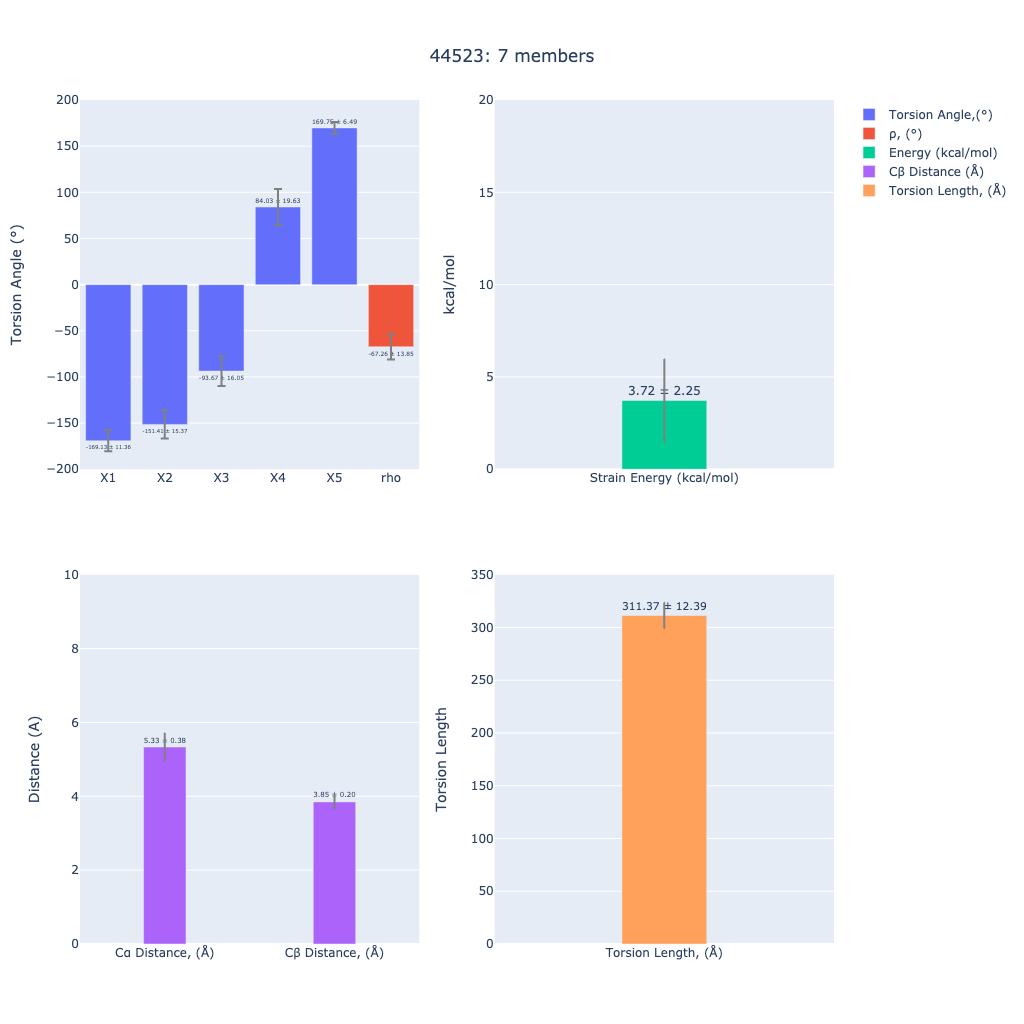 44523: 7 members
200
150
100
50
0
−50
−100
−150
−200
Torsion Angle (°)
-169.13 ± 11.36
-151.41 ± 15.37
-93.67 ± 16.05
84.03 ± 19.63
169.75 ± 6.49
-67.26 ± 13.85
X1 X2 X3 X4 X5 rho
20
15
10
5
0
kcal/mol
3.72 ± 2.25
Strain Energy (kcal/mol)
Torsion Angle,(°)
ρ, (°)
Energy (kcal/mol)
Cβ Distance (Å)
Torsion Length, (Å)
10
8
6
4
2
0
Distance (A)
5.33 ± 0.38
3.85 ± 0.20
Cα Distance, (Å) Cβ Distance, (Å)
350
300
250
200
150
100
50
0
Torsion Length
311.37 ± 12.39
Torsion Length, (Å)